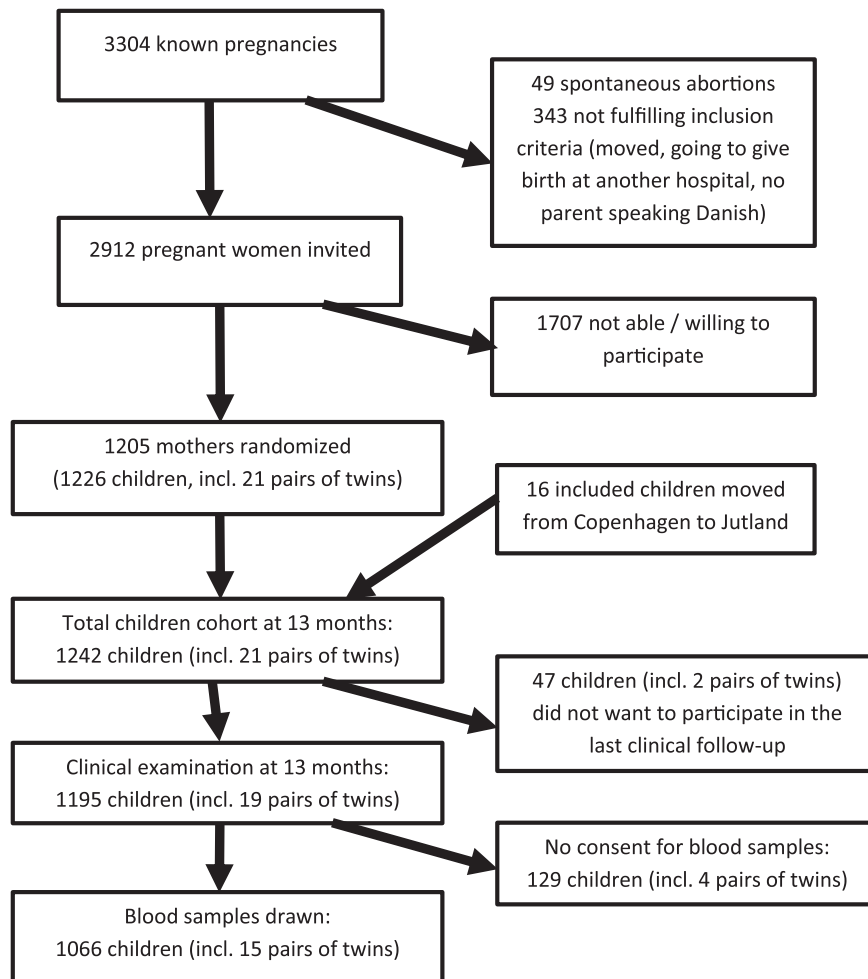 3304 known pregnancies
49 spontaneous abortions
343 not fulfilling inclusion
criteria (moved, going to give
birth at another hospital, no
parent speaking Danish)
2912 pregnant women invited
1707 not able / willing to
participate
1205 mothers randomized
(1226 children, incl. 21 pairs of twins)
16 included children moved
from Copenhagen to Jutland
Total children cohort at 13 months:
1242 children (incl. 21 pairs of twins)
47 children (incl. 2 pairs of twins)
did not want to participate in the
last clinical follow-up
Clinical examination at 13 months:
1195 children (incl. 19 pairs of twins)
No consent for blood samples:
129 children (incl. 4 pairs of twins)
Blood samples drawn:
1066 children (incl. 15 pairs of twins)